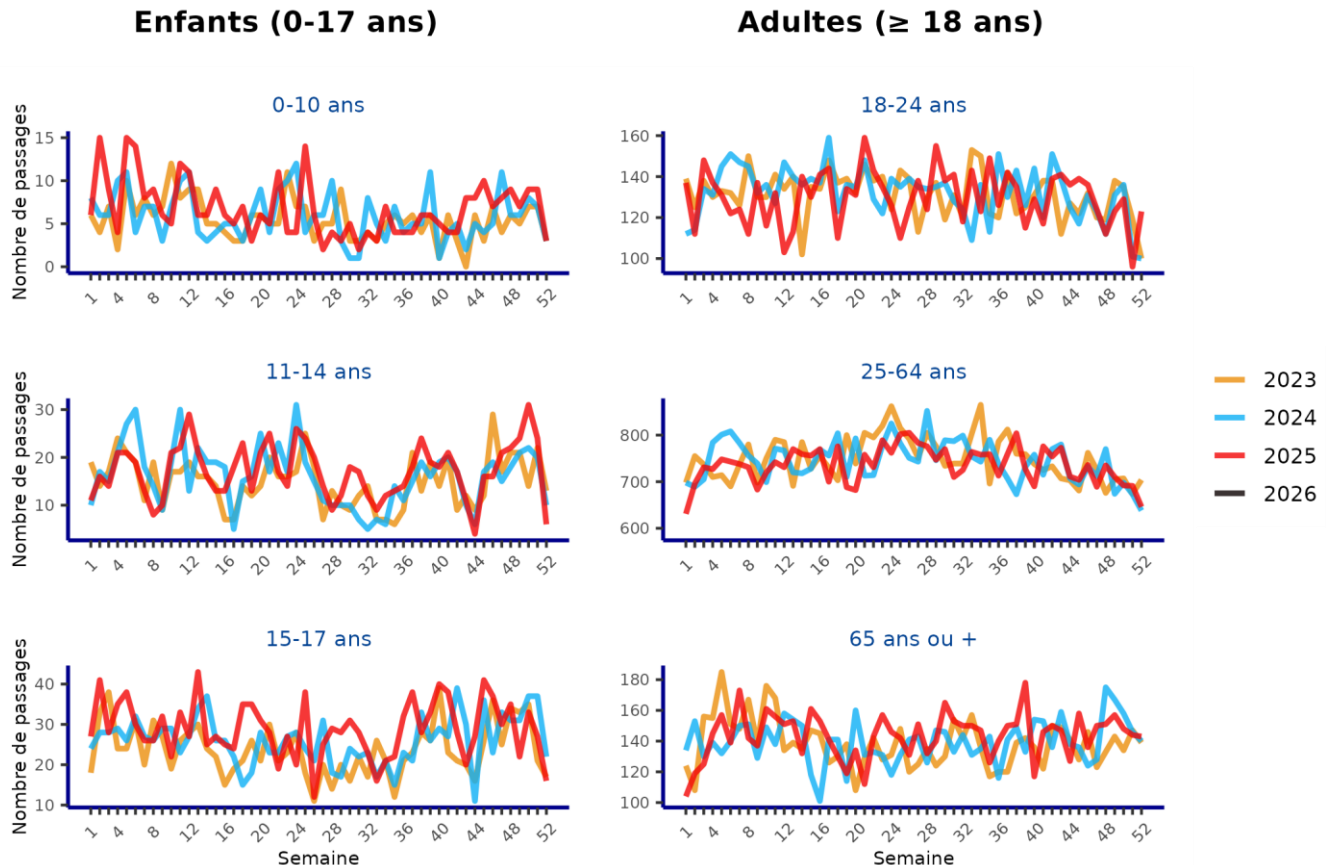 Enfants (0-17 ans)
Adultes (≥ 18 ans)
0-10 ans
Nombre de passages
15
10
5
0
1 4 8 12 16 20 24 28 32 36 40 44 48 52
18-24 ans
160
140
120
100
1 4 8 12 16 20 24 28 32 36 40 44 48 52
11-14 ans
Nombre de passages
30
20
10
1 4 8 12 16 20 24 28 32 36 40 44 48 52
25-64 ans
800
700
600
1 4 8 12 16 20 24 28 32 36 40 44 48 52
15-17 ans
Nombre de passages
40
30
20
10
1 4 8 12 16 20 24 28 32 36 40 44 48 52
Semaine
65 ans ou +
180
160
140
120
100
1 4 8 12 16 20 24 28 32 36 40 44 48 52
Semaine
2023
2024
2025
2026